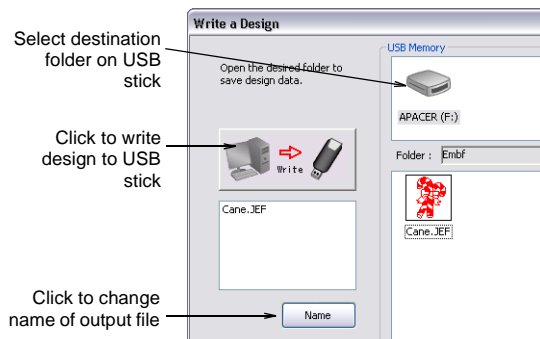 Write a Design
Select destination
folder on USB
stick
Open the desired folder to
save design data.
USB Memory
APACER (F:)
Click to write
design to USB
stick
Write
Folder : Embf
Cane.JEF
Cane.JEF
Click to change
name of output file
Name